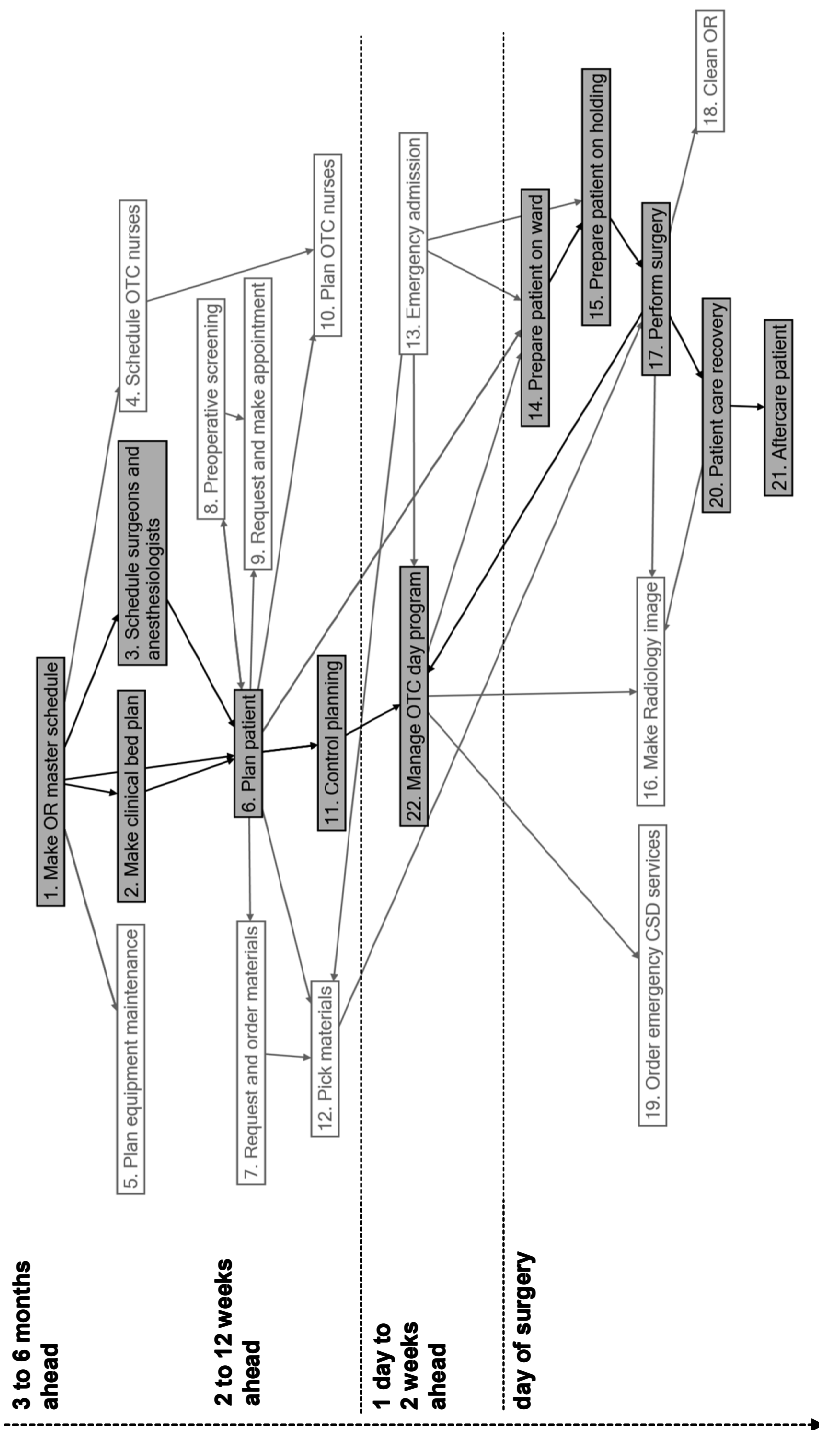 3 to 6 months
ahead
1. Make OR master schedule
5. Plan equipment maintenance
2. Make clinical bed plan
3. Schedule surgeons and
anesthesiologists
4. Schedule OTC nurses
2 to 12 weeks
ahead
7. Request and order materials
6. Plan patient
8. Preoperative screening
9. Request and make appointment
12. Pick materials
11. Control planning
10. Plan OTC nurses
1 day to
2 weeks
ahead
22. Manage OTC day program
13. Emergency admission
day of surgery
14. Prepare patient on ward
15. Prepare patient on holding
19. Order emergency CSD services
16. Make Radiology image
17. Perform surgery
18. Clean OR
20. Patient care recovery
21. Aftercare patient